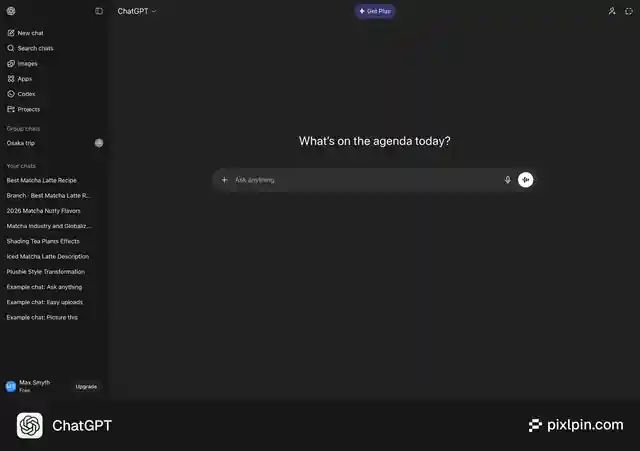 ChatGPT
Get Plus
New chat
Search chats
Images
Apps
Codex
Projects
Group chats
Osaka trip
Your chats
Best Matcha Latte Recipe
Branch · Best Matcha Latte R...
2026 Matcha Nutty Flavors
Matcha Industry and Globaliz...
Shading Tea Plants Effects
Iced Matcha Latte Description
Plushie Style Transformation
Example chat: Ask anything
Example chat: Easy uploads
Example chat: Picture this
What's on the agenda today?
Ask anything
Max Smyth
Free
Upgrade
ChatGPT
pixlpin.com